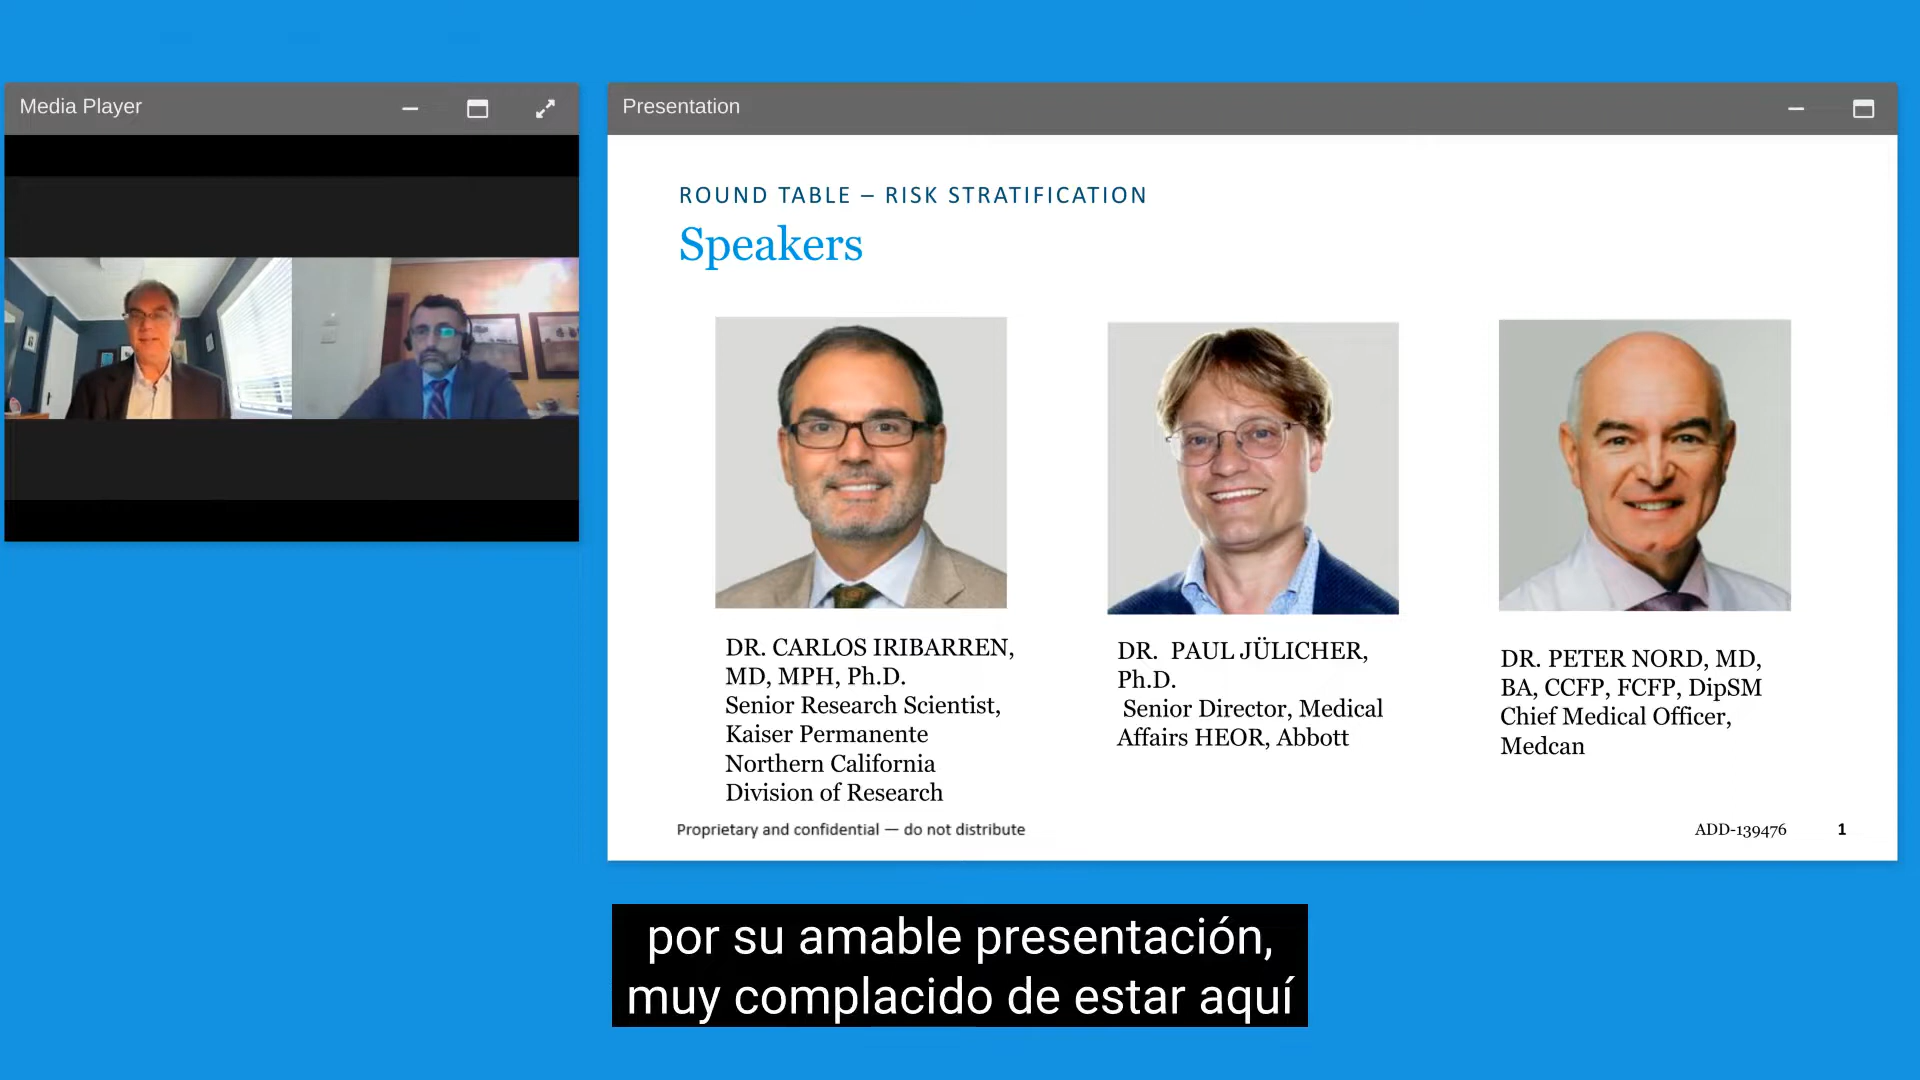 Media Player
Presentation
ROUND TABLE – RISK STRATIFICATION
Speakers
DR. CARLOS IRIBARREN,
MD, MPH, Ph.D.
Senior Research Scientist,
Kaiser Permanente
Northern California
Division of Research
DR. PAUL JÜLICHER,
Ph.D.
Senior Director, Medical
Affairs HEOR, Abbott
DR. PETER NORD, MD,
BA, CCFP, FCFP, DipSM
Chief Medical Officer,
Medcan
Proprietary and confidential — do not distribute
ADD-139476
1
por su amable presentación,
muy complacido de estar aquí